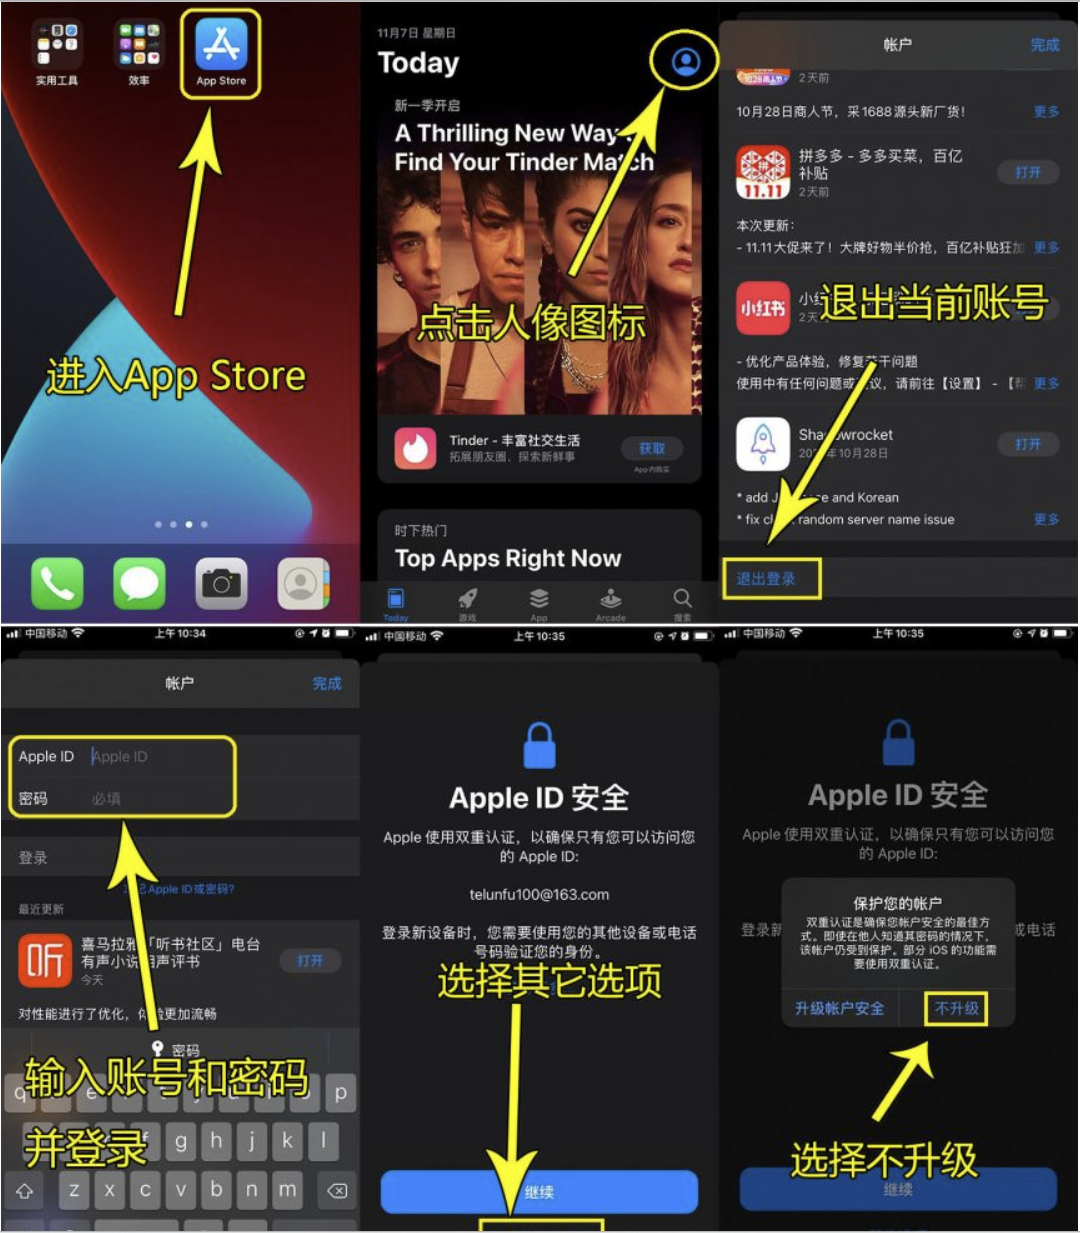 实用工具
效率
App Store
进入App Store
11月7日 星期日
Today
新一季开启
A Thrilling New Way
Find Your Tinder Match
点击人像图标
Tinder - 丰富社交生活
拓展朋友圈、探索新鲜事
获取
App内购买
时下热门
Top Apps Right Now
Today
游戏
App
Arcade
搜索
帐户
完成
2天前
10月28日商人节，采1688源头新厂货!
更多
拼多多 - 多多买菜，百亿
补贴
11.11
2天前
打开
本次更新:
- 11.11大促来了！大牌好物半价抢，百亿补贴狂加
更多
小红书
退出当前账号
2天
- 优化产品体验，修复若干问题
使用中有任何问题或建议，请前往【设置】 - 【帮
更多
Shadowrocket
年10月28日
打开
* add Japanese and Korean
* fix random server name issue
更多
退出登录
中国移动
上午10:34
帐户
完成
Apple ID
Apple ID
密码
必填
登录
Apple ID或密码?
最近更新
听
喜马拉雅「听书社区」电台
有声小说相声评书
今天
打开
对性能进行了优化，体验更加流畅
密码
输入账号和密码
并登录
q e p
g h j k l
z x c v b n m
中国移动
上午10:35
Apple ID 安全
Apple 使用双重认证，以确保只有您可以访问您
的 Apple ID:
telunfu100@163.com
登录新设备时，您需要使用您的其他设备或电话
号码验证您的身份。
选择其它选项
继续
中国移动
上午10:35
Apple ID 安全
Apple 使用双重认证，以确保只有您可以访问您
的 Apple ID:
登录新
或电话
保护您的帐户
双重认证是确保您帐户安全的最佳方
式。即使在他人知道其密码的情况下，
该帐户仍受到保护。部分 iOS 的功能需
要使用双重认证。
升级帐户安全
不升级
选择不升级
继续